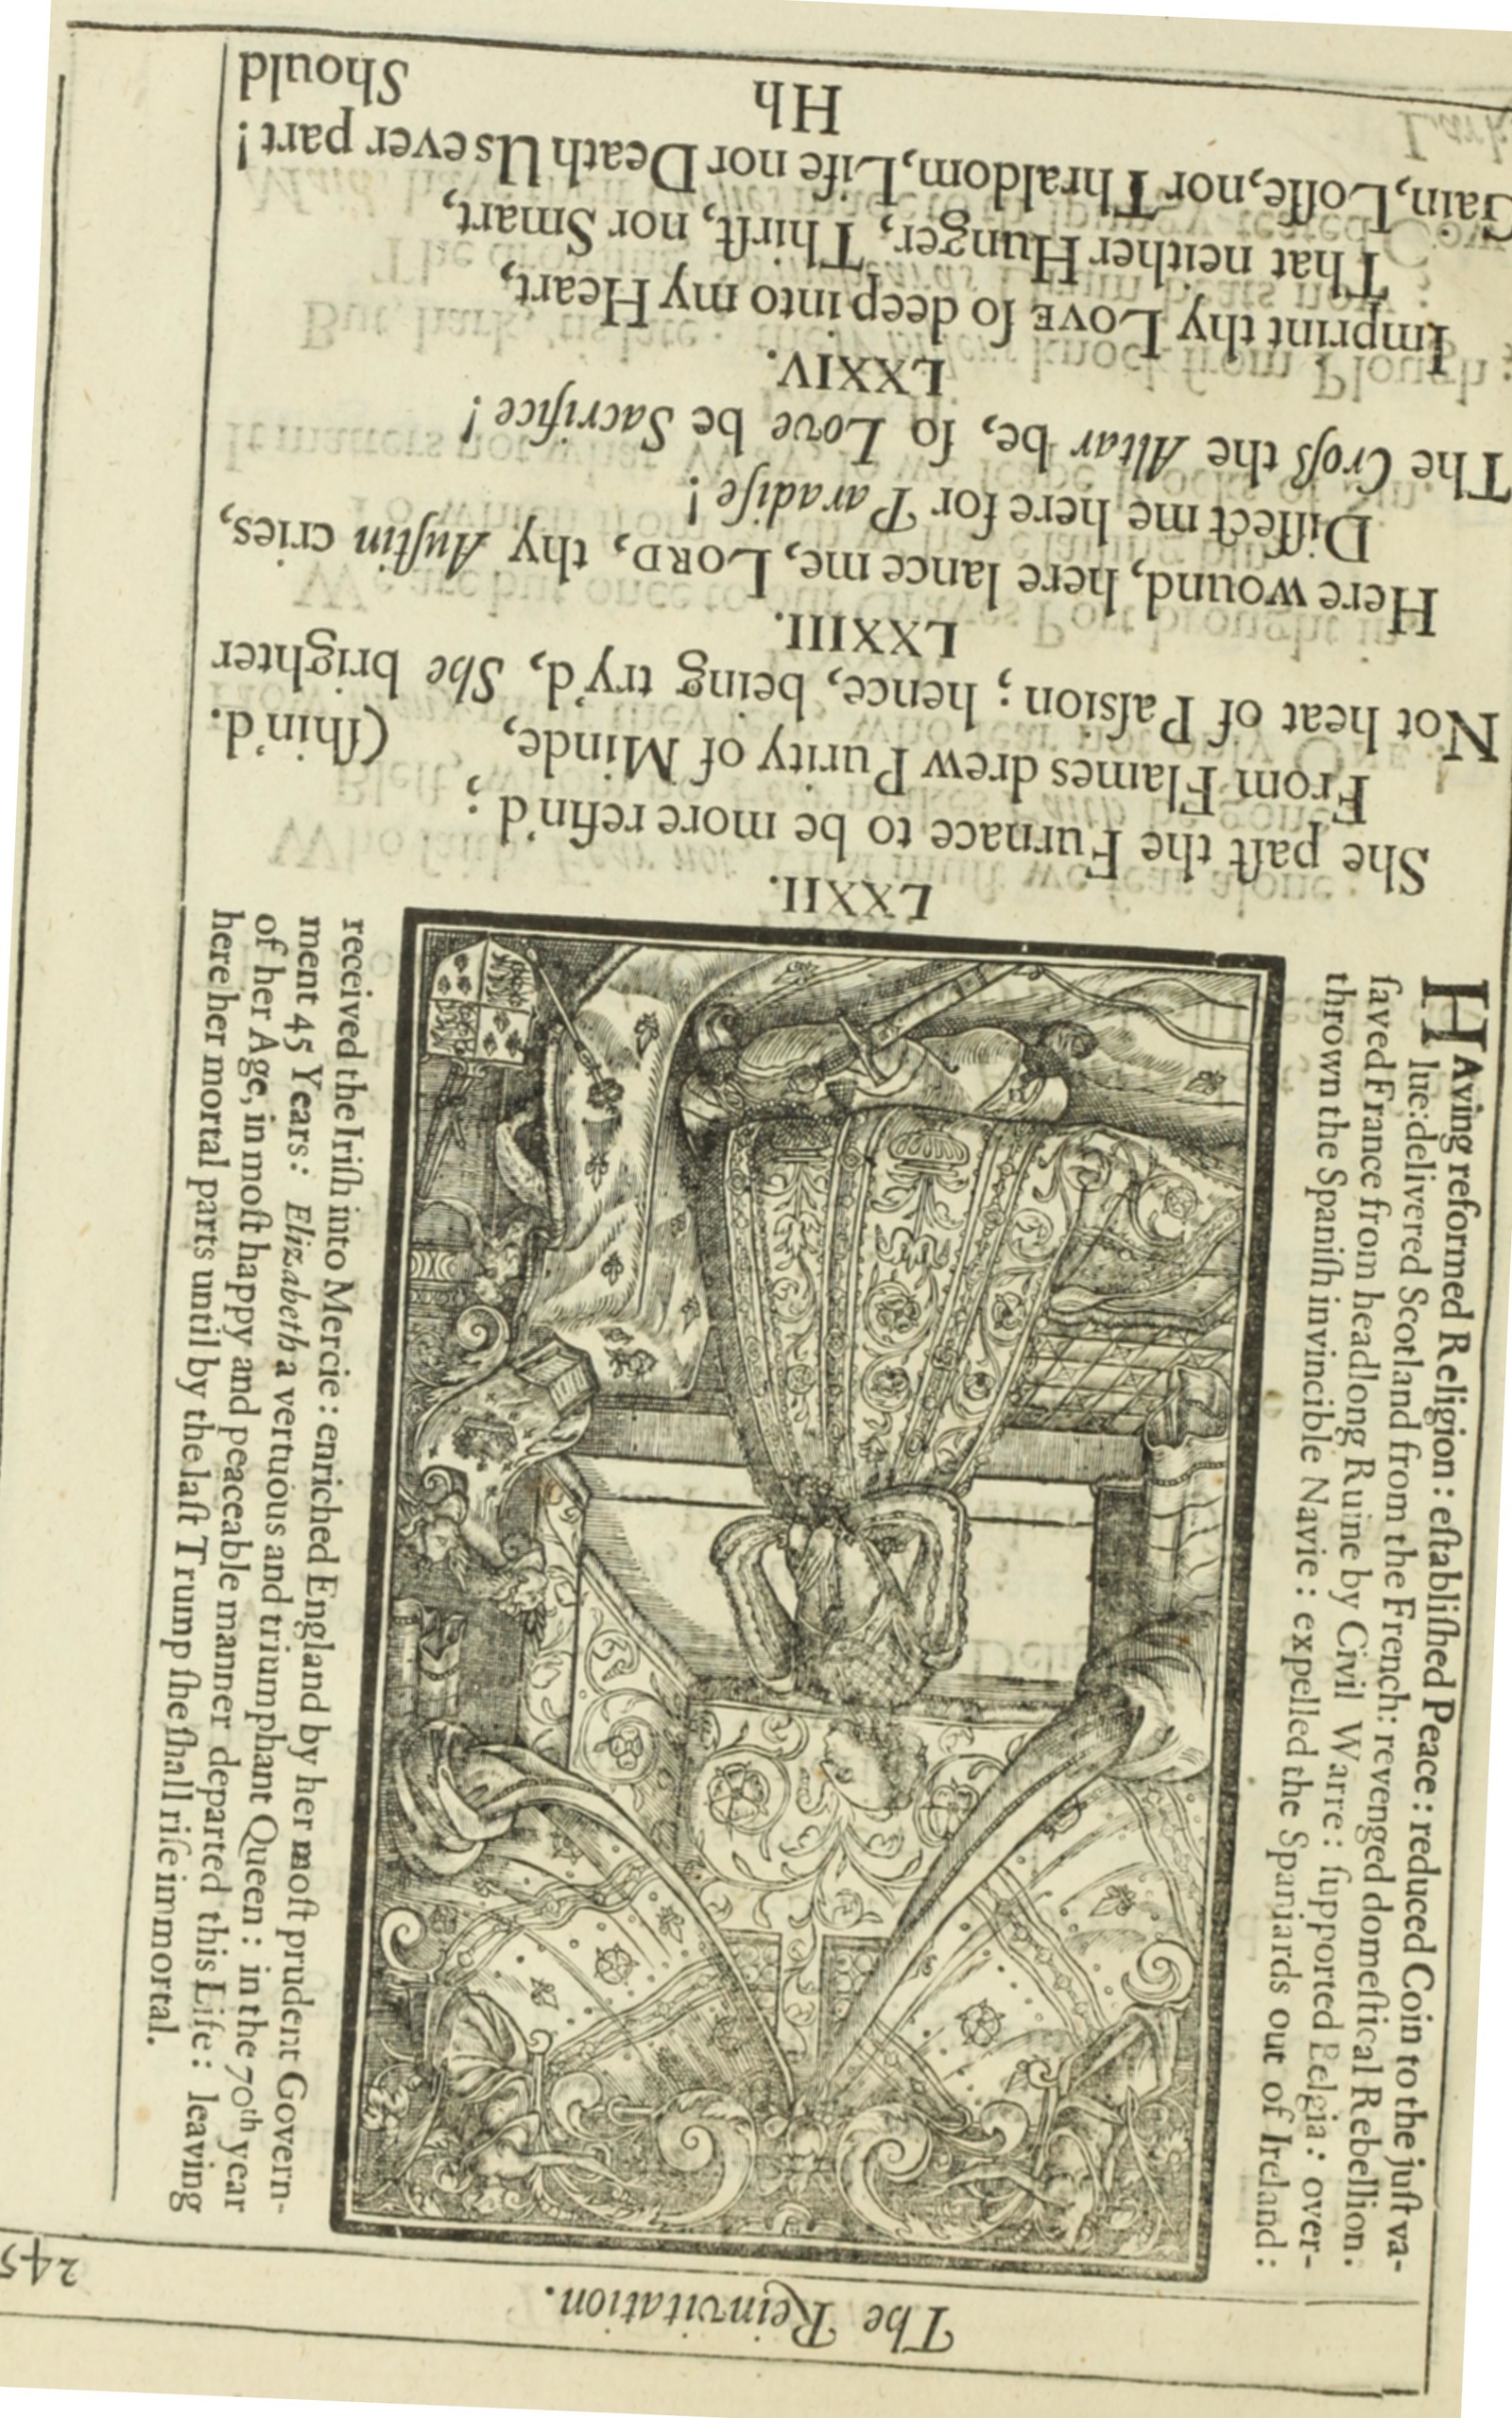 The Reinvitation. 245
HAving reformed Religion : eſtabliſhed Peace : reduced Coin to the juſt va-
lue: delivered Scotland from the French: revenged domeſtical Rebellion:
ſaved France from headlong Ruine by Civil Warre: ſupported Belgia: over-
thrown the Spaniſh invincible Navie: expelled the Spaniards out of Ireland:
received the Iriſh into Mercie: enriched England by her moſt prudent Govern-
ment 45 Years: Elizabeth a vertuous and triumphant Queen: in the 70th year
of her Age, in moſt happy and peaceable manner departed this Life: leaving
here her mortal parts until by the laſt Trump ſhe ſhall riſe immortal.
LXXII.
She paſt the Furnace to be more refin'd;
From Flames drew Purity of Minde, (ſhin'd.
Not heat of Paſsion; hence, being try'd, She brighter
LXXIII.
Here wound, here lance me, LORD, thy Auſtin cries,
Diſſect me here for Paradiſe!
The Croſs the Altar be, ſo Love be Sacrifice!
LXXIV.
Imprint thy LOVE ſo deep into my Heart,
That neither Hunger, Thirſt, nor Smart,
Gain, Loſſe, nor Thraldom, Life nor Death Us ever part!
Hh Should